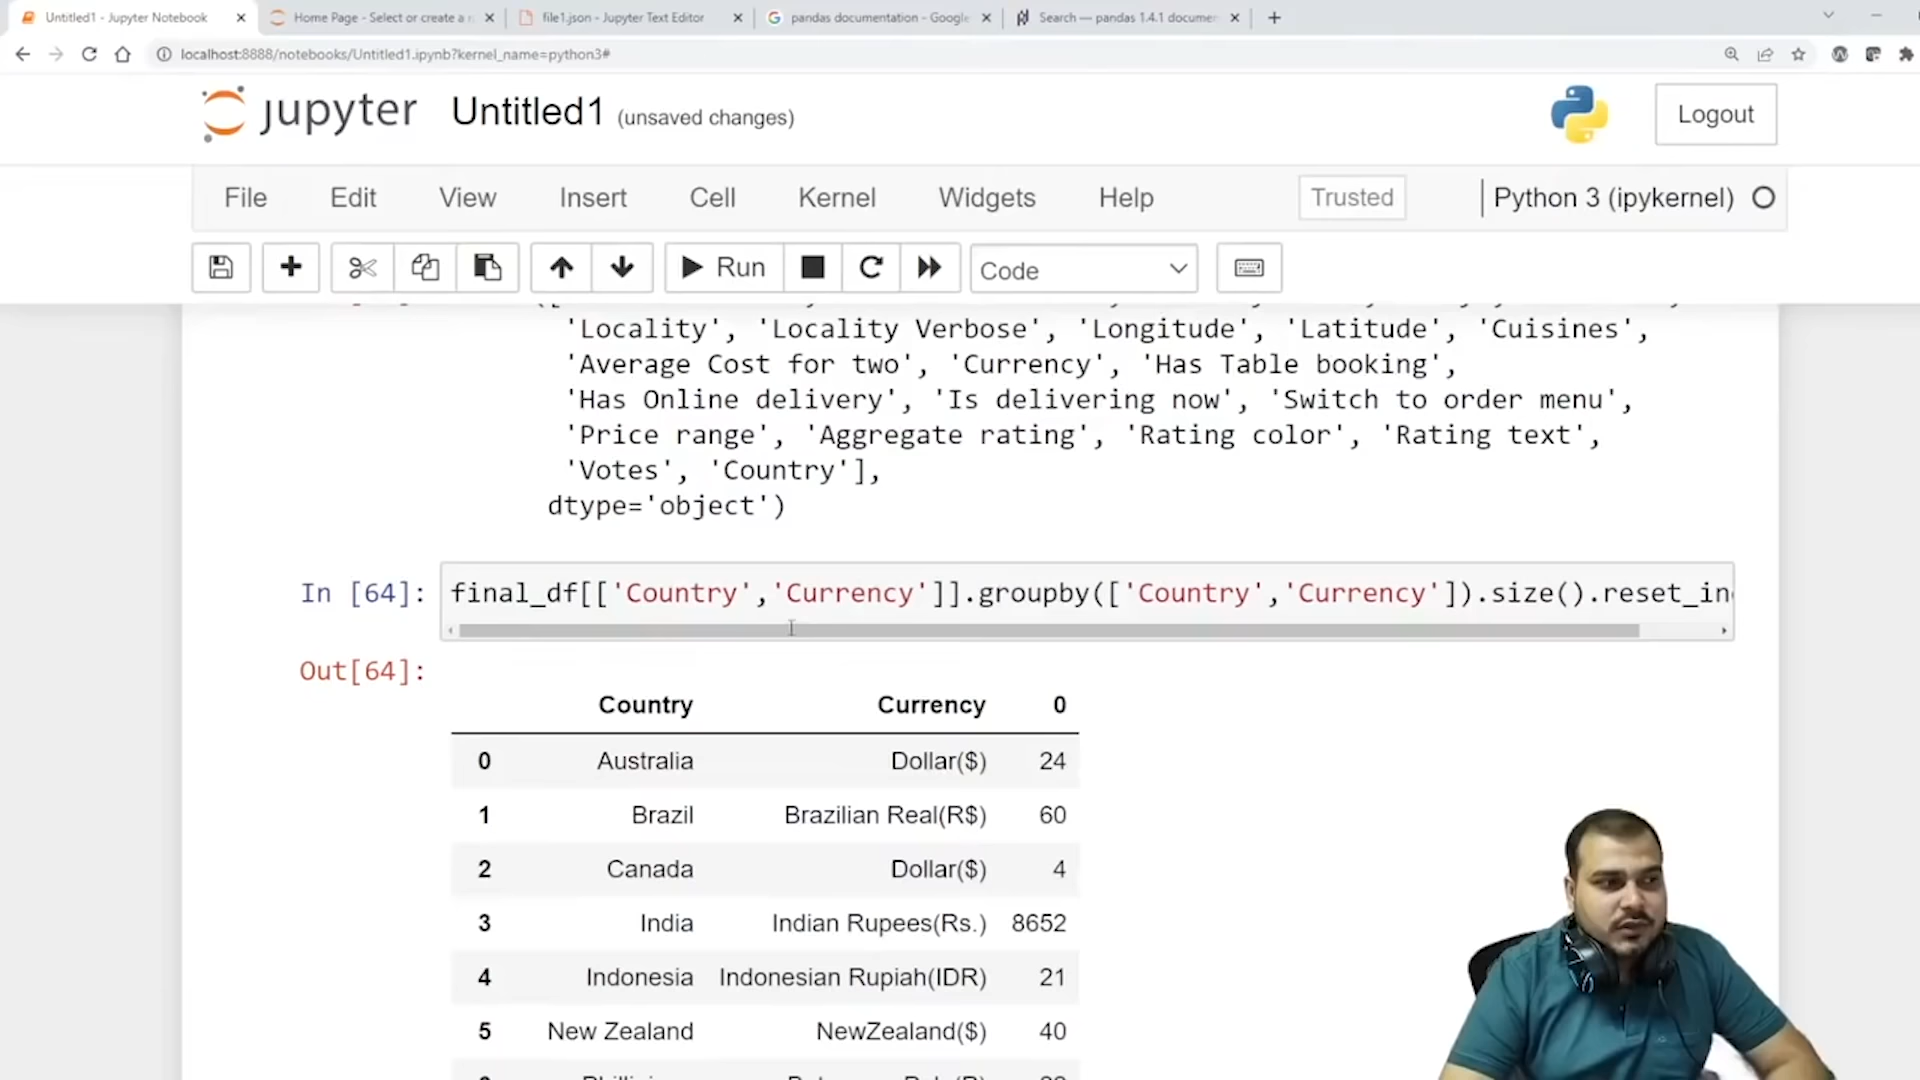 Untitled1 - Jupyter Notebook
Home Page - Select or create a n
file1.json - Jupyter Text Editor
pandas documentation - Google
Search — pandas 1.4.1 documen
localhost:8888/notebooks/Untitled1.ipynb?kernel_name=python3#
jupyter Untitled1 (unsaved changes)
Logout
File Edit View Insert Cell Kernel Widgets Help Trusted Python 3 (ipykernel)
Run Code
'Locality', 'Locality Verbose', 'Longitude', 'Latitude', 'Cuisines',
'Average Cost for two', 'Currency', 'Has Table booking',
'Has Online delivery', 'Is delivering now', 'Switch to order menu',
'Price range', 'Aggregate rating', 'Rating color', 'Rating text',
'Votes', 'Country'],
dtype='object')
In [64]: final_df[['Country','Currency']].groupby(['Country','Currency']).size().reset_in
Out[64]:
Country Currency 0
0 Australia Dollar($) 24
1 Brazil Brazilian Real(R$) 60
2 Canada Dollar($) 4
3 India Indian Rupees(Rs.) 8652
4 Indonesia Indonesian Rupiah(IDR) 21
5 New Zealand NewZealand($) 40